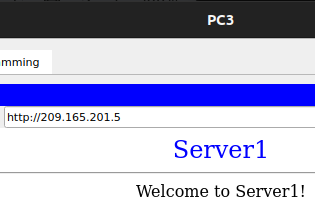 PC3
mming
http://209.165.201.5
Server1
Welcome to Server1!